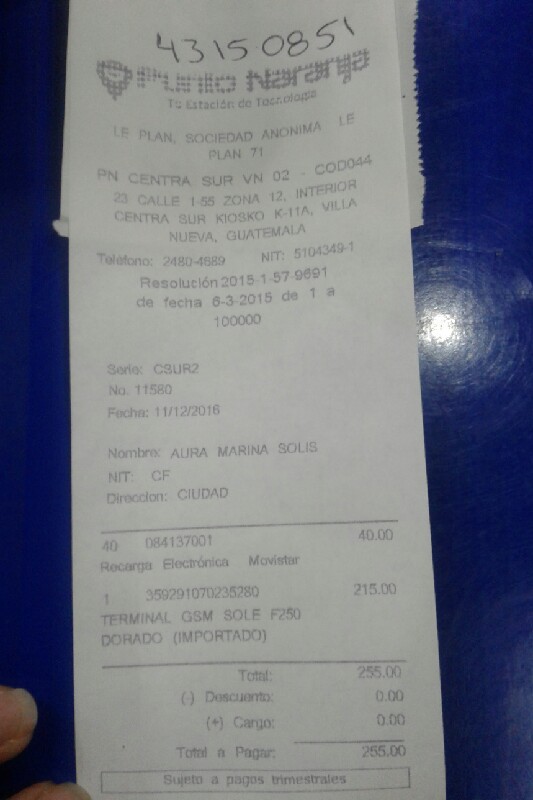 43150851
Punto Naranja
Tu Estación de Tecnología
LE PLAN, SOCIEDAD ANONIMA LE
PLAN 71
PN CENTRA SUR VN 02 - COD044
23 CALLE 1-55 ZONA 12, INTERIOR
CENTRA SUR KIOSKO K-11A, VILLA
NUEVA, GUATEMALA
Teléfono: 2480-4689 NIT: 5104349-1
Resolución 2015-1-57-9691
de fecha 6-3-2015 de 1 a
100000
Serie: CSUR2
No. 11580
Fecha: 11/12/2016
Nombre: AURA MARINA SOLIS
NIT: CF
Direccion: CIUDAD
40 084137001 40.00
Recarga Electrónica Movistar
1 359291070235280 215.00
TERMINAL GSM SOLE F250
DORADO (IMPORTADO)
Total: 255.00
(-) Descuento: 0.00
(+) Cargo: 0.00
Total a Pagar: 255.00
Sujeto a pagos trimestrales